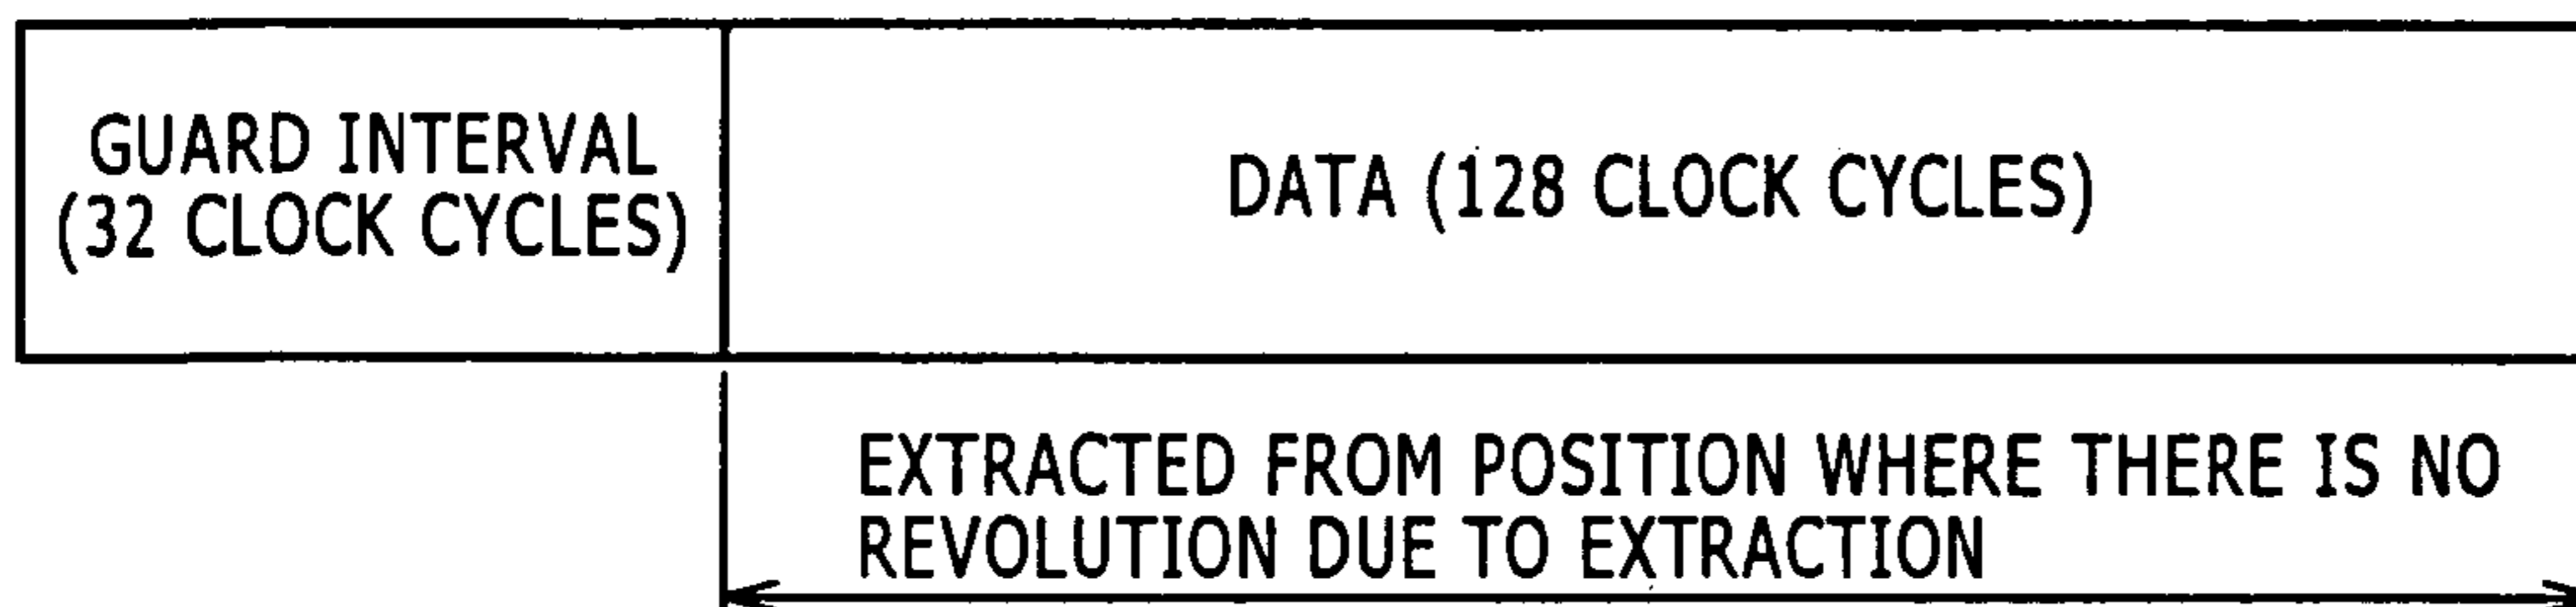 GUARD INTERVAL
(32 CLOCK CYCLES)
DATA (128 CLOCK CYCLES)
EXTRACTED FROM POSITION WHERE THERE IS NO
REVOLUTION DUE TO EXTRACTION